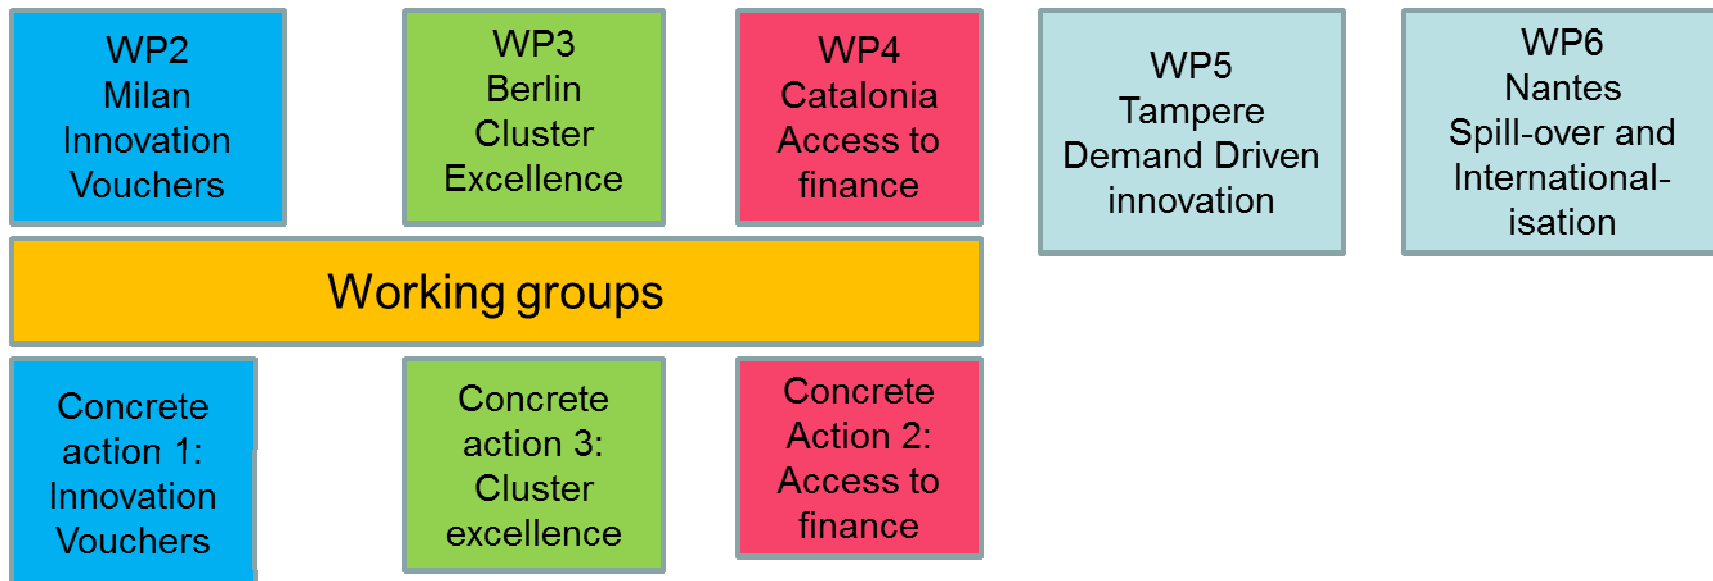 WP2
Milan
Innovation
Vouchers
WP3
Berlin
Cluster
Excellence
WP4
Catalonia
Access to
finance
WP5
Tampere
Demand Driven
innovation
WP6
Nantes
Spill-over and
International-
isation
Working groups
Concrete
action 1:
Innovation
Vouchers
Concrete
action 3:
Cluster
excellence
Concrete
Action 2:
Access to
finance